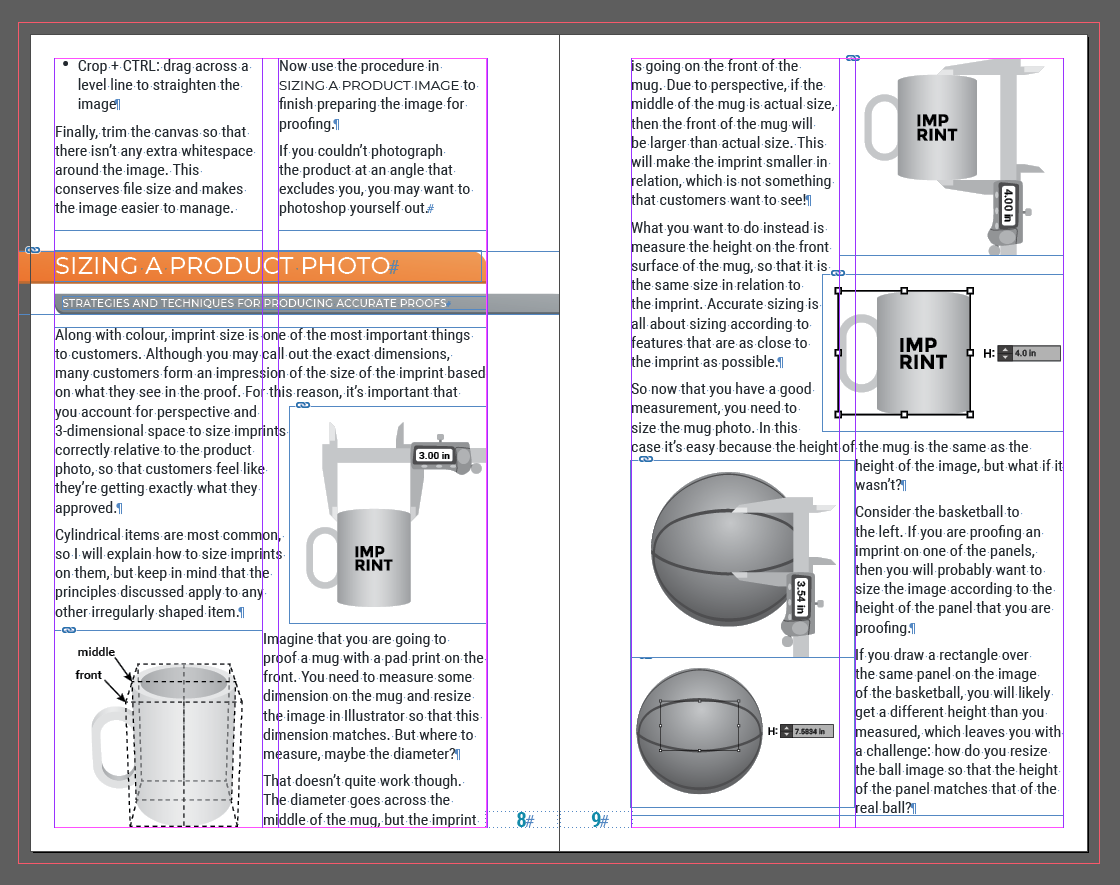 • Crop + CTRL: drag across a
level line to straighten the
image¶
Finally, trim the canvas so that
there isn’t any extra whitespace
around the image. This
conserves file size and makes
the image easier to manage.
Now use the procedure in
SIZING A PRODUCT IMAGE to
finish preparing the image for
proofing.¶
If you couldn’t photograph
the product at an angle that
excludes you, you may want to
photoshop yourself out.#
SIZING A PRODUCT PHOTO#
STRATEGIES AND TECHNIQUES FOR PRODUCING ACCURATE PROOFS#
Along with colour, imprint size is one of the most important things
to customers. Although you may call out the exact dimensions,
many customers form an impression of the size of the imprint based
on what they see in the proof. For this reason, it’s important that
you account for perspective and
3-dimensional space to size imprints
correctly relative to the product
photo, so that customers feel like
they’re getting exactly what they
approved.¶
Cylindrical items are most common,
so I will explain how to size imprints
on them, but keep in mind that the
principles discussed apply to any
other irregularly shaped item.¶
3.00 in
IMP
RINT
middle
front
Imagine that you are going to
proof a mug with a pad print on the
front. You need to measure some
dimension on the mug and resize
the image in Illustrator so that this
dimension matches. But where to
measure, maybe the diameter?¶
That doesn’t quite work though.
The diameter goes across the
middle of the mug, but the imprint
8#
is going on the front of the
mug. Due to perspective, if the
middle of the mug is actual size,
then the front of the mug will
be larger than actual size. This
will make the imprint smaller in
relation, which is not something
that customers want to see!¶
What you want to do instead is
measure the height on the front
surface of the mug, so that it is
the same size in relation to
the imprint. Accurate sizing is
all about sizing according to
features that are as close to
the imprint as possible.¶
So now that you have a good
measurement, you need to
size the mug photo. In this
case it’s easy because the height of the mug is the same as the
height of the image, but what if it
wasn’t?¶
IMP
RINT
4.00 in
IMP
RINT
H: 4.0 in
3.54 in
H: 7.5834 in
Consider the basketball to
the left. If you are proofing an
imprint on one of the panels,
then you will probably want to
size the image according to the
height of the panel that you are
proofing.¶
If you draw a rectangle over
the same panel on the image
of the basketball, you will likely
get a different height than you
measured, which leaves you with
a challenge: how do you resize
the ball image so that the height
of the panel matches that of the
real ball?¶
9#